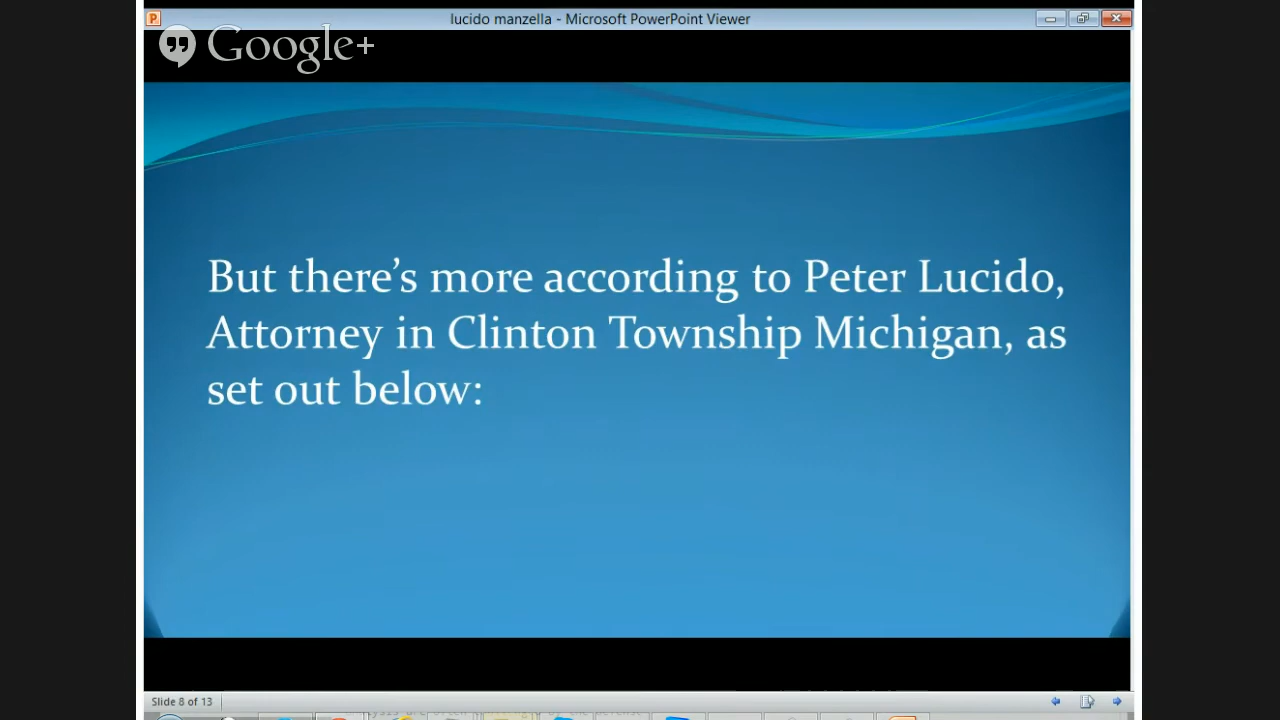 lucido manzella - Microsoft PowerPoint Viewer
Google+
But there's more according to Peter Lucido,
Attorney in Clinton Township Michigan, as
set out below:
Slide 8 of 13